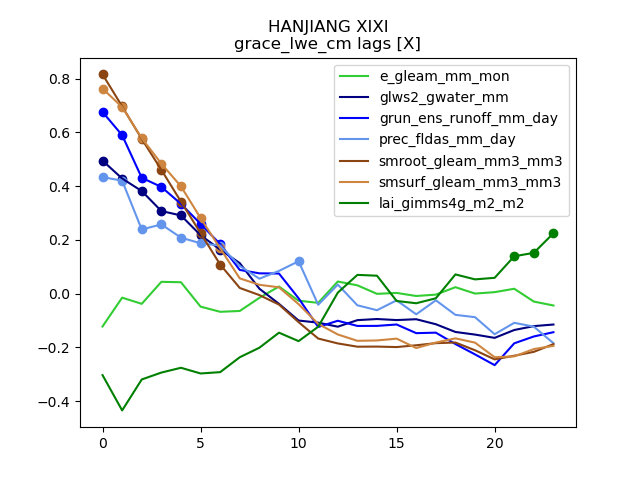 HANJIANG XIXI
grace_lwe_cm lags [X]
e_gleam_mm_mon
glws2_gwater_mm
grun_ens_runoff_mm_day
prec_fldas_mm_day
smroot_gleam_mm3_mm3
smsurf_gleam_mm3_mm3
lai_gimms4g_m2_m2
0.8
0.6
0.4
0.2
0.0
−0.2
−0.4
0 5 10 15 20